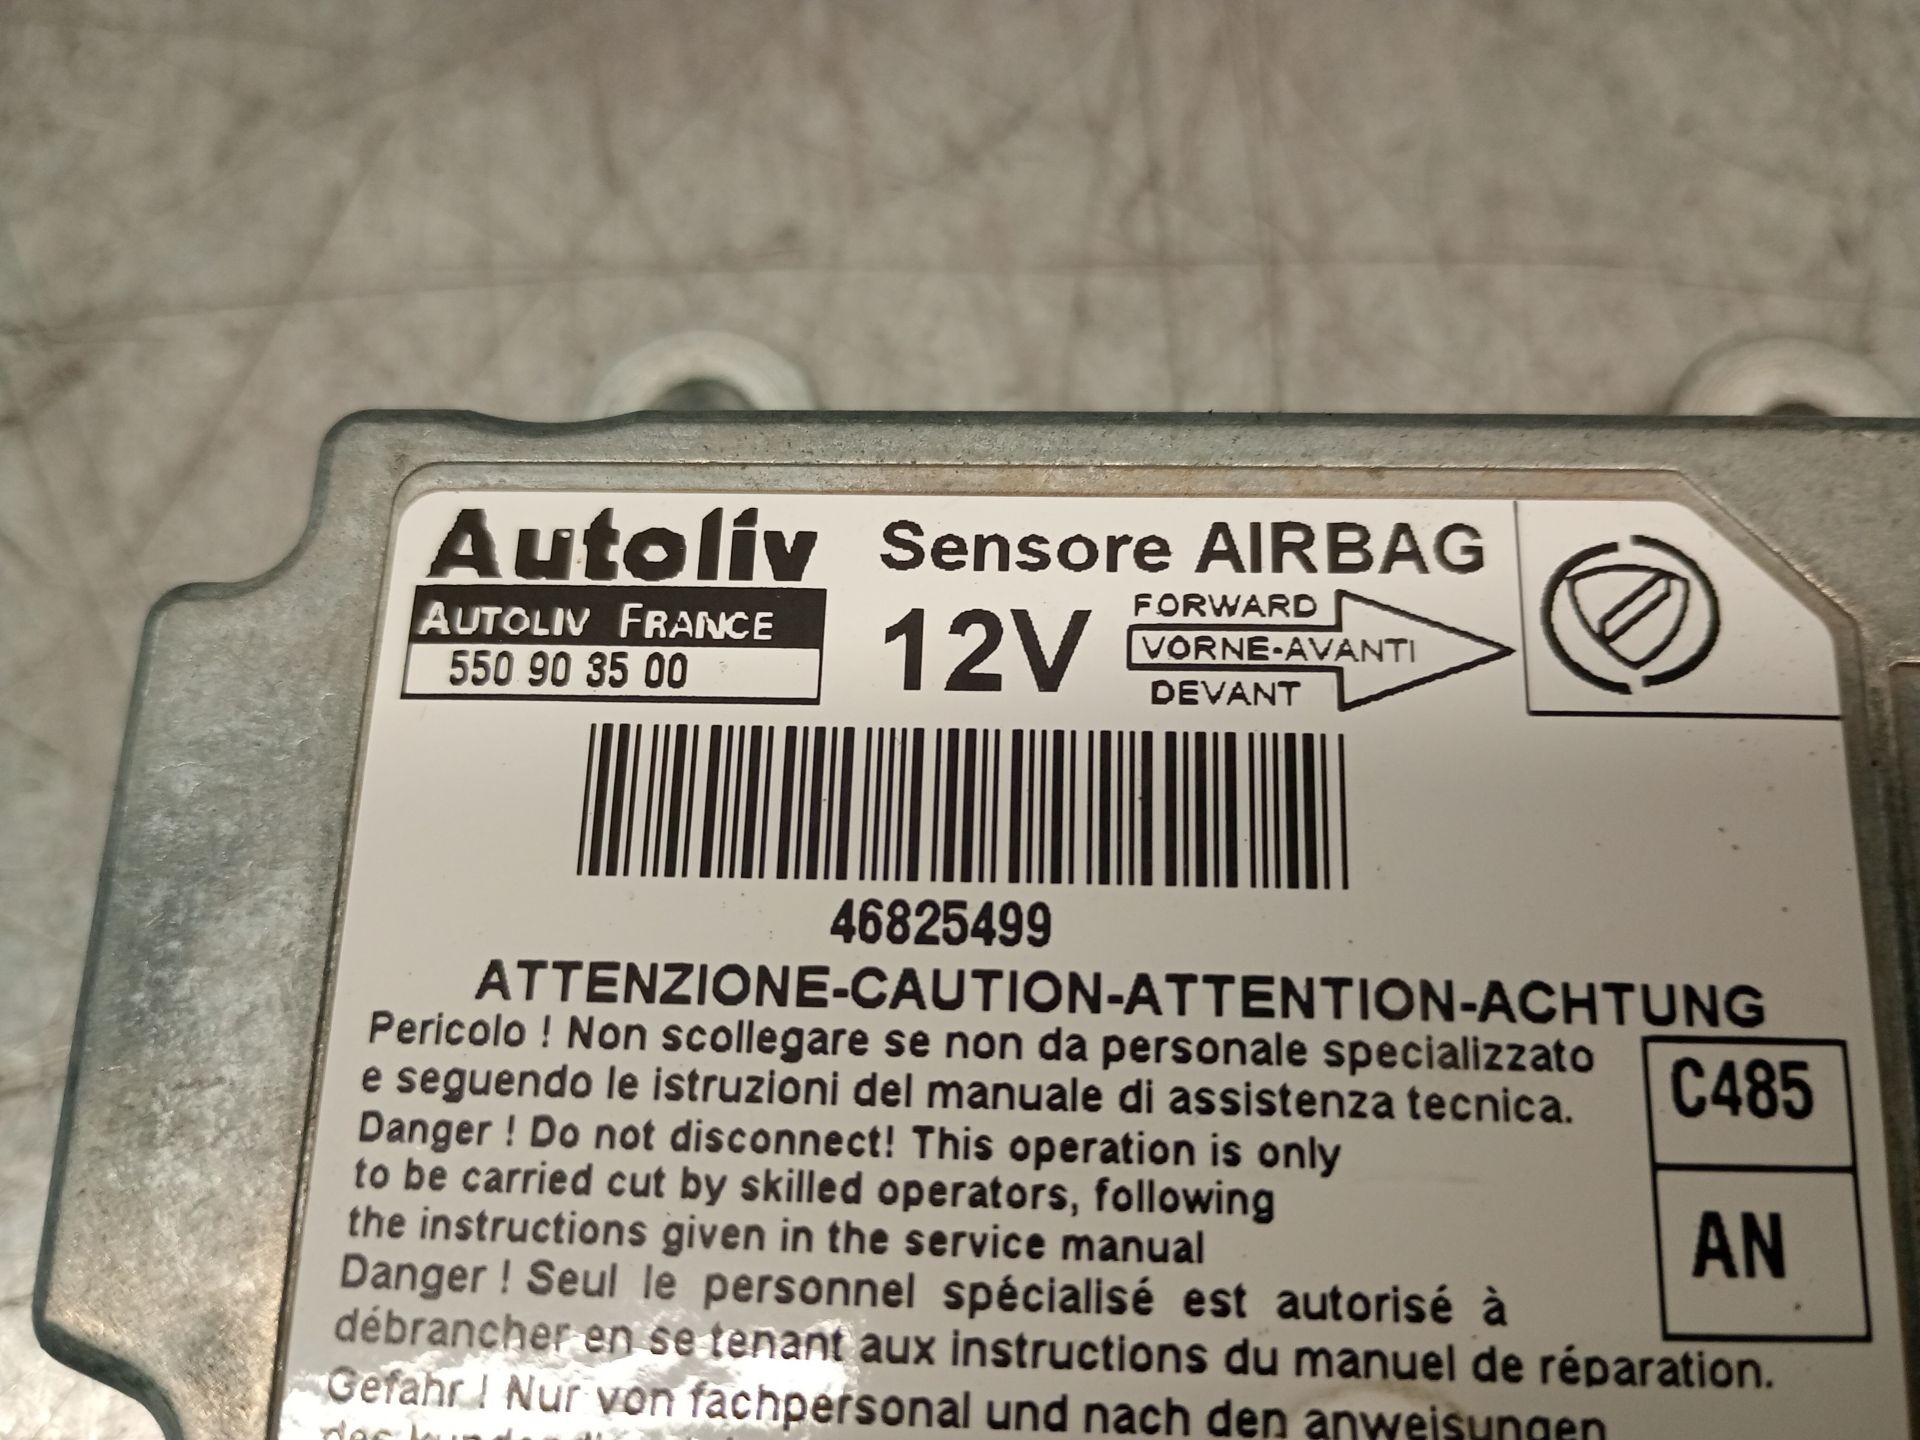 Autoliv
Sensore AIRBAG
AUTOLIV FRANCE
550 90 35 00
12V
FORWARD
VORNE-AVANTI
DEVANT
46825499
ATTENZIONE-CAUTION-ATTENTION-ACHTUNG
Pericolo ! Non scollegare se non da personale specializzato
e seguendo le istruzioni del manuale di assistenza tecnica.
Danger ! Do not disconnect! This operation is only
to be carried cut by skilled operators, following
the instructions given in the service manual
Danger ! Seul le personnel spécialisé est autorisé à
débrancher en se tenant aux instructions du manuel de réparation.
Gefahr ! Nur von fachpersonal und nach den anweisungen
des
C485
AN